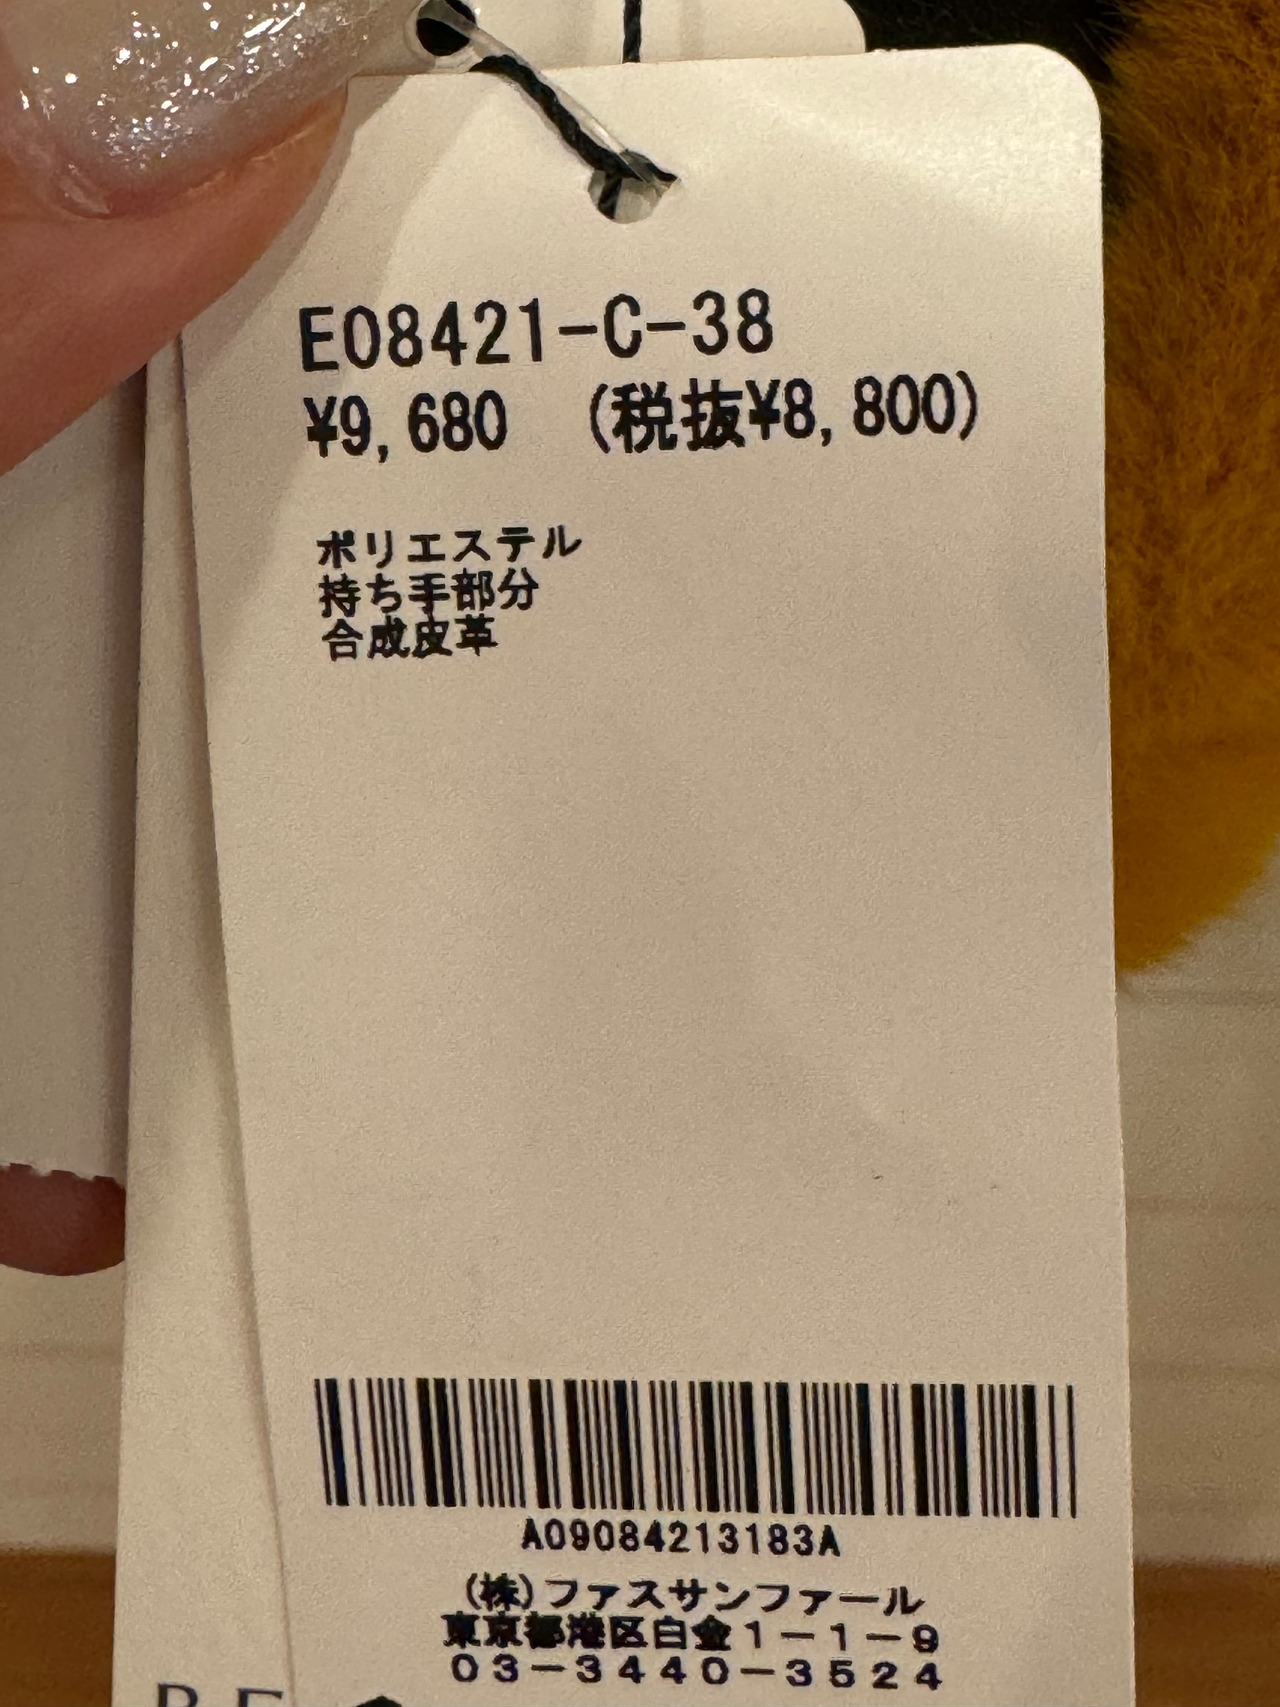 E08421-C-38
¥9,680 (税抜¥8,800)
ポリエステル
持ち手部分
合成皮革
A09084213183A
(株)ファスサンファール
東京都港区白金1-1-9
03-3440-3524